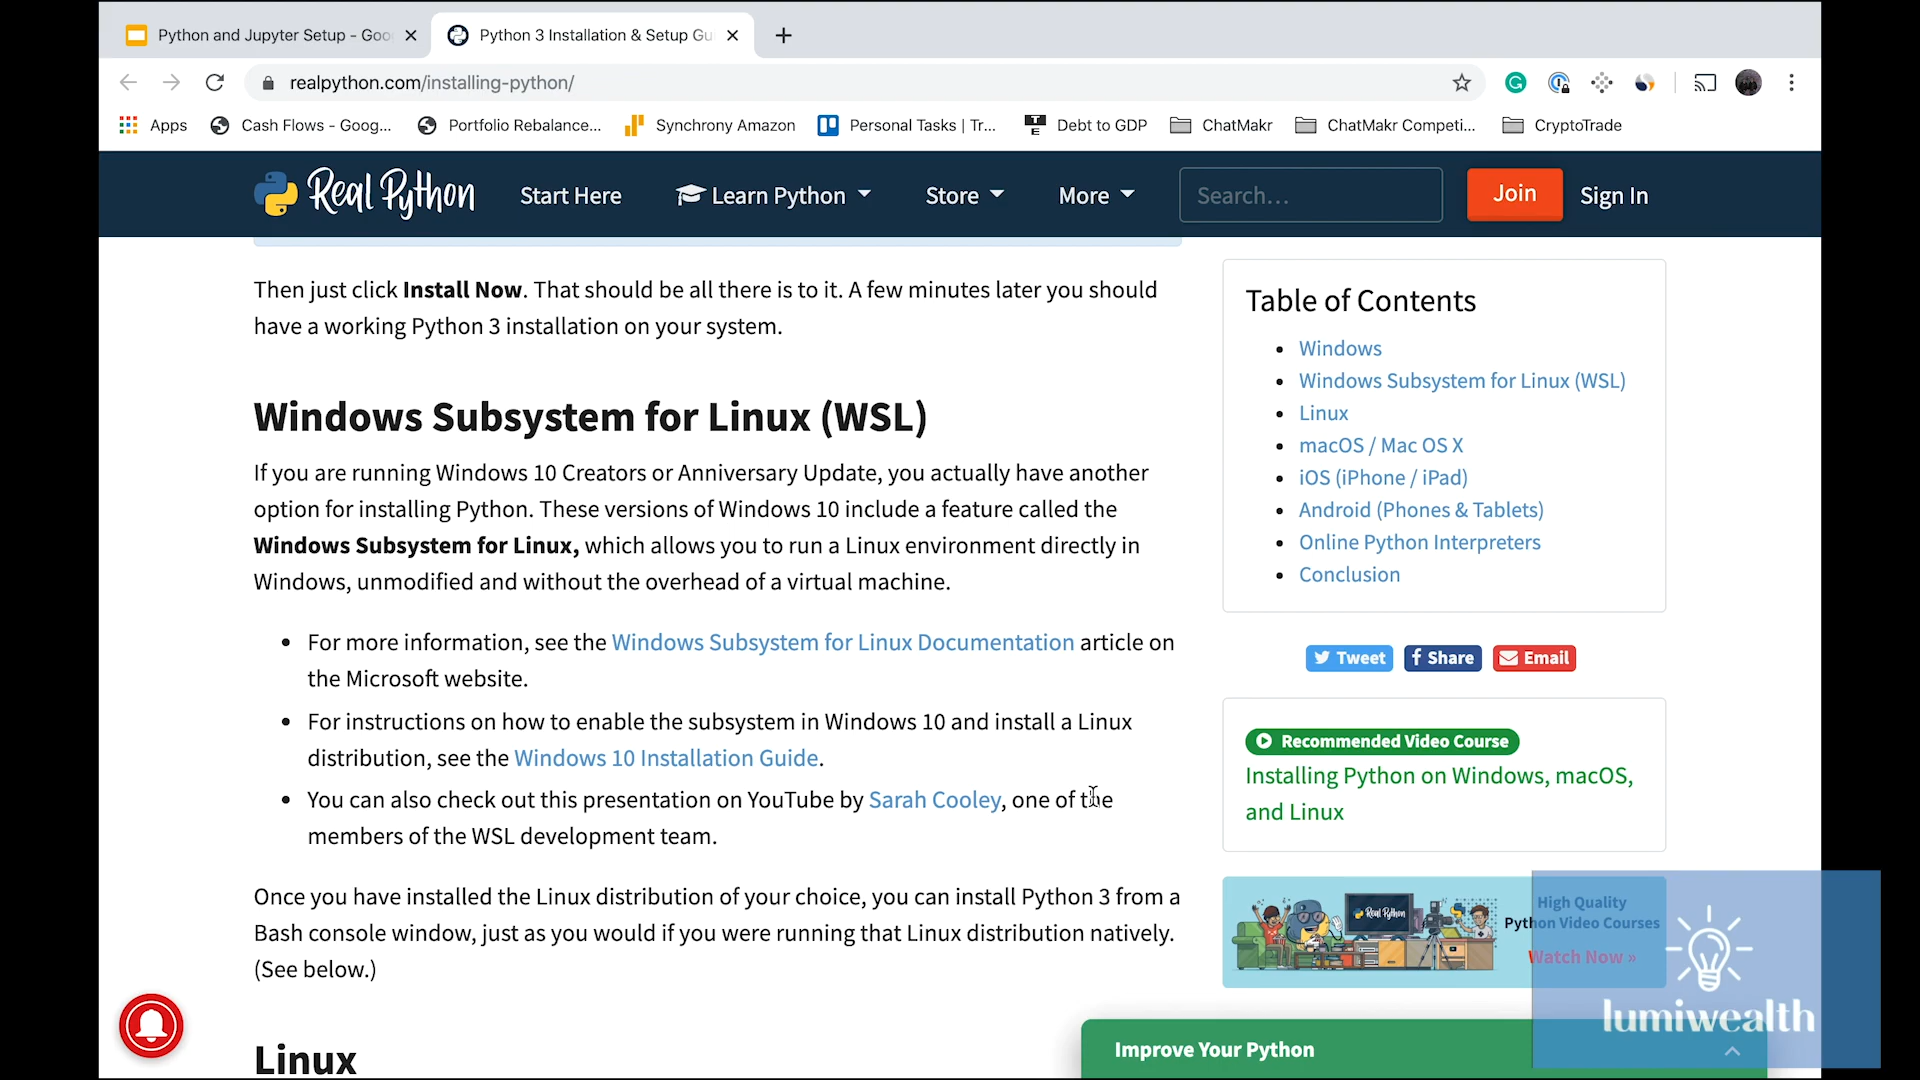 Python and Jupyter Setup - Goo
Python 3 Installation & Setup Gu
realpython.com/installing-python/
Apps
Cash Flows - Goog...
Portfolio Rebalance...
Synchrony Amazon
Personal Tasks | Tr...
Debt to GDP
ChatMakr
ChatMakr Competi...
CryptoTrade
Real Python
Start Here
Learn Python
Store
More
Search...
Join
Sign In
Then just click Install Now. That should be all there is to it. A few minutes later you should
have a working Python 3 installation on your system.
Windows Subsystem for Linux (WSL)
If you are running Windows 10 Creators or Anniversary Update, you actually have another
option for installing Python. These versions of Windows 10 include a feature called the
Windows Subsystem for Linux, which allows you to run a Linux environment directly in
Windows, unmodified and without the overhead of a virtual machine.
• For more information, see the Windows Subsystem for Linux Documentation article on
the Microsoft website.
• For instructions on how to enable the subsystem in Windows 10 and install a Linux
distribution, see the Windows 10 Installation Guide.
• You can also check out this presentation on YouTube by Sarah Cooley, one of the
members of the WSL development team.
Once you have installed the Linux distribution of your choice, you can install Python 3 from a
Bash console window, just as you would if you were running that Linux distribution natively.
(See below.)
Linux
Table of Contents
• Windows
• Windows Subsystem for Linux (WSL)
• Linux
• macOS / Mac OS X
• iOS (iPhone / iPad)
• Android (Phones & Tablets)
• Online Python Interpreters
• Conclusion
Tweet
Share
Email
Recommended Video Course
Installing Python on Windows, macOS,
and Linux
Real Python
High Quality
Python Video Courses
Watch Now »
lumiwealth
Improve Your Python